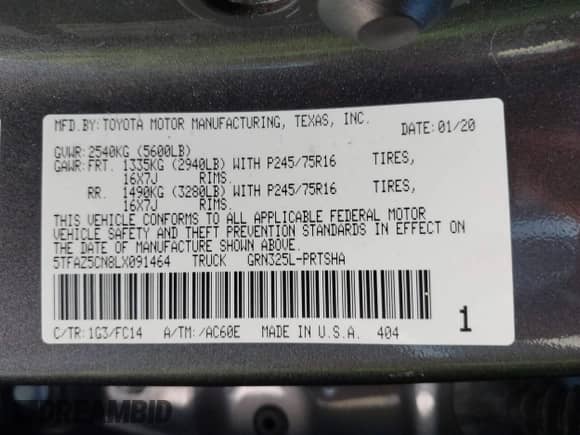 MFD.BY:TOYOTA MOTOR MANUFACTURING, TEXAS, INC.
DATE:01/20
GVWR:2540KG (5600LB)
GAWR:FRT. 1335KG (2940LB) WITH P245/75R16 TIRES,
16X7J RIMS.
RR. 1490KG (3280LB) WITH P245/75R16 TIRES,
16X7J RIMS.
THIS VEHICLE CONFORMS TO ALL APPLICABLE FEDERAL MOTOR
VEHICLE SAFETY AND THEFT PREVENTION STANDARDS IN EFFECT ON
THE DATE OF MANUFACTURE SHOWN ABOVE.
5TFAZ5CN8LX091464 TRUCK GRN325L-PRTSHA
C/TR:1G3/FC14 A/TM:/AC60E MADE IN U.S.A. 404
1
DREAMBID